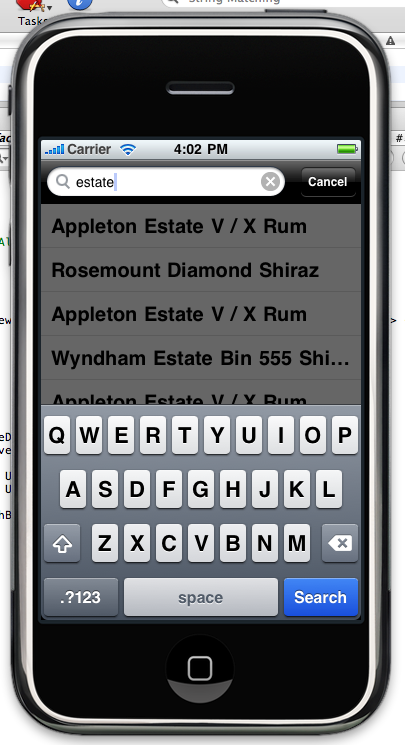 Tasks
String Matching
Carrier 4:02 PM
estate Cancel
Appleton Estate V / X Rum
Rosemount Diamond Shiraz
Appleton Estate V / X Rum
Wyndham Estate Bin 555 Shi...
Appleton Estate V / X Rum
Q W E R T Y U I O P
A S D F G H J K L
Z X C V B N M
.?123 space Search